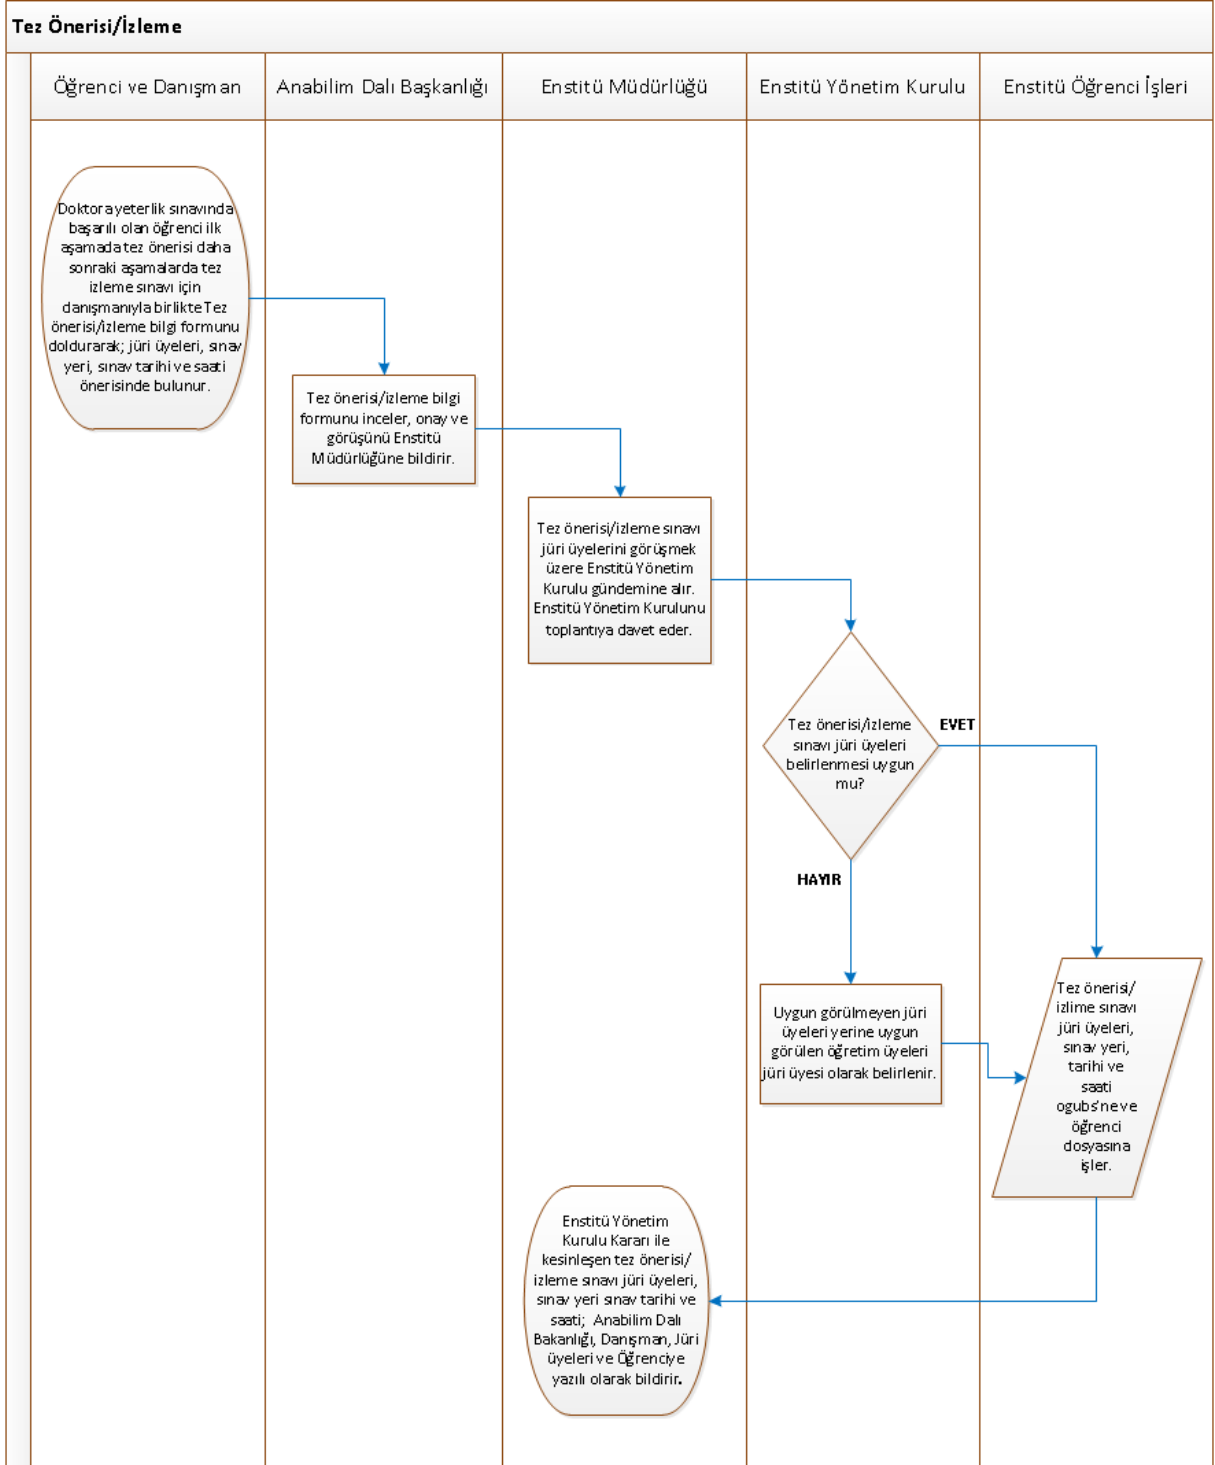 Tez Önerisi/İzleme
Öğrenci ve Danışman
Anabilim Dalı Başkanlığı
Enstitü Müdürlüğü
Enstitü Yönetim Kurulu
Enstitü Öğrenci İşleri
Doktora yeterlik sınavında
başarılı olan öğrenci ilk
aşamada tez önerisi daha
sonraki aşamalarda tez
izleme sınavı için
danışmanıyla birlikte Tez
önerisi/izleme bilgi formunu
doldurarak; jüri üyeleri, sınav
yeri, sınav tarihi ve saati
önerisinde bulunur.
Tez önerisi/izleme bilgi
formunu inceler, onay ve
görüşünü Enstitü
Müdürlüğüne bildirir.
Tez önerisi/izleme sınavı
jüri üyelerini görüşmek
üzere Enstitü Yönetim
Kurulu gündemine alır.
Enstitü Yönetim Kurulunu
toplantıya davet eder.
Tez önerisi/izleme
sınavı jüri üyeleri
belirlenmesi uygun
mu?
EVET
HAYIR
Uygun görülmeyen jüri
üyeleri yerine uygun
görülen öğretim üyeleri
jüri üyesi olarak belirlenir.
Tez önerisi/
izlime sınavı
jüri üyeleri,
sınav yeri,
tarihi ve
saati
ogubs'ne ve
öğrenci
dosyasına
işler.
Enstitü Yönetim
Kurulu Kararı ile
kesinleşen tez önerisi/
izleme sınavı jüri üyeleri,
sınav yeri sınav tarihi ve
saati; Anabilim Dalı
Bakanlığı, Danışman, Jüri
üyeleri ve Öğrenciye
yazılı olarak bildirir.